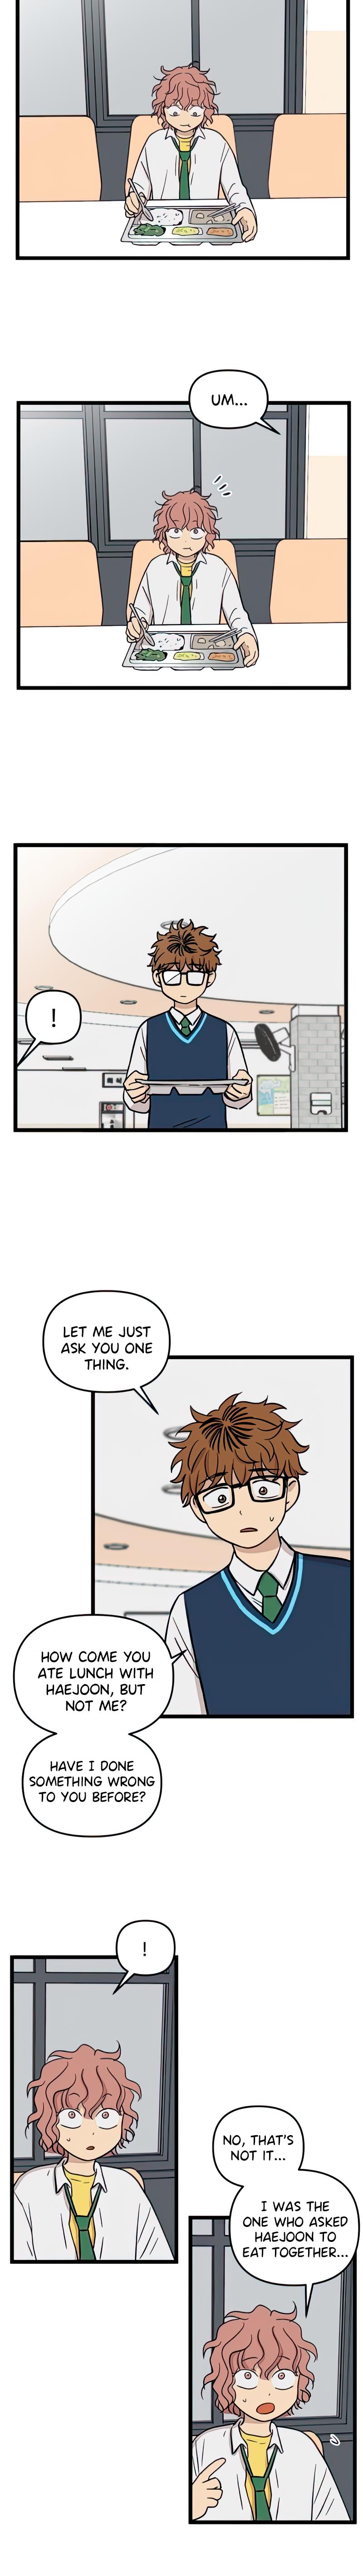 UM...
!
LET ME JUST
ASK YOU ONE
THING.
HOW COME YOU
ATE LUNCH WITH
HAEJOON, BUT
NOT ME?
HAVE I DONE
SOMETHING WRONG
TO YOU BEFORE?
!
NO, THAT'S
NOT IT...
I WAS THE
ONE WHO ASKED
HAEJOON TO
EAT TOGETHER...